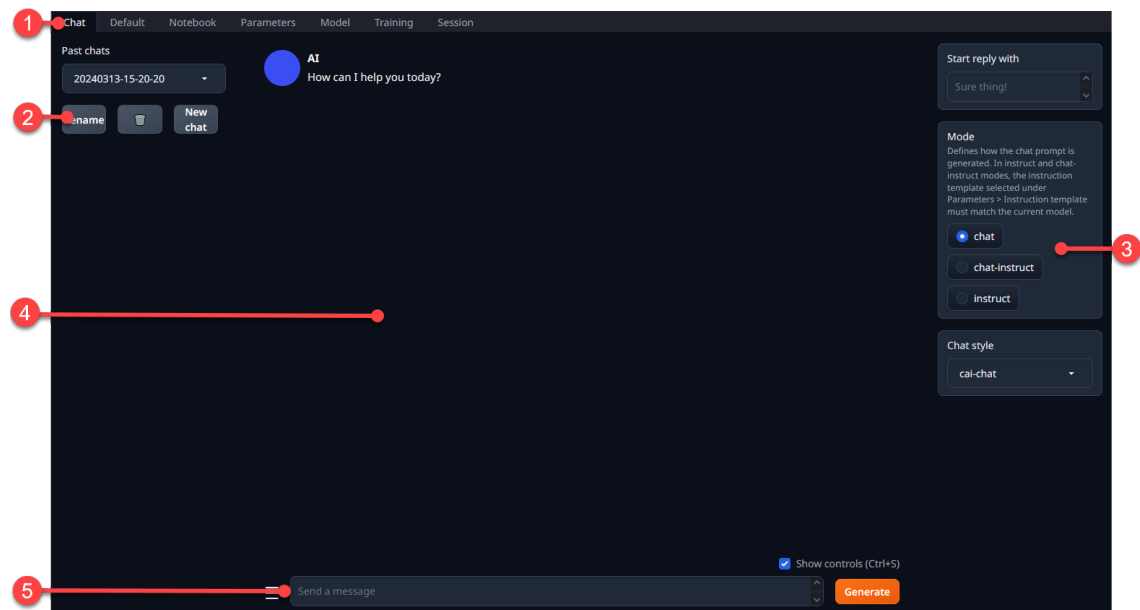 1
Chat Default Notebook Parameters Model Training Session
Past chats
20240313-15-20-20
2
ename
New
chat
AI
How can I help you today?
Start reply with
Sure thing!
Mode
Defines how the chat prompt is
generated. In instruct and chat-
instruct modes, the instruction
template selected under
Parameters > Instruction template
must match the current model.
chat
chat-instruct
instruct
3
Chat style
cai-chat
4
Show controls (Ctrl+S)
5
Send a message
Generate